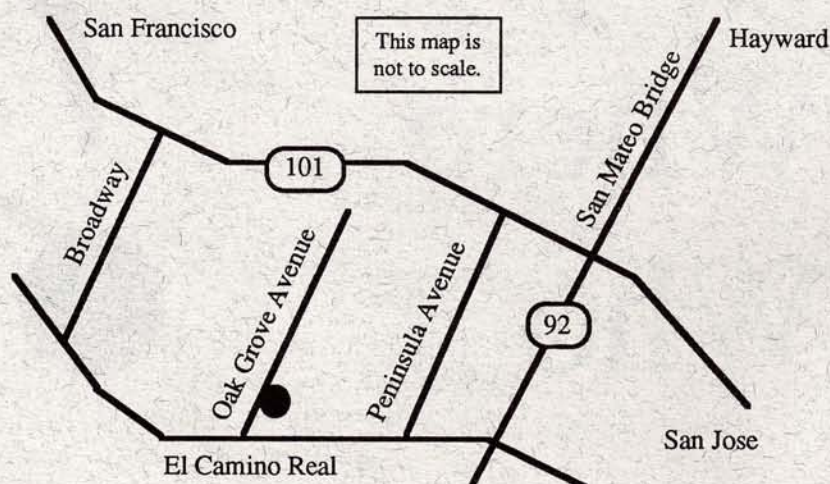 San Francisco
This map is
not to scale.
Hayward
San Mateo Bridge
101
Broadway
Oak Grove Avenue
Peninsula Avenue
92
San Jose
El Camino Real